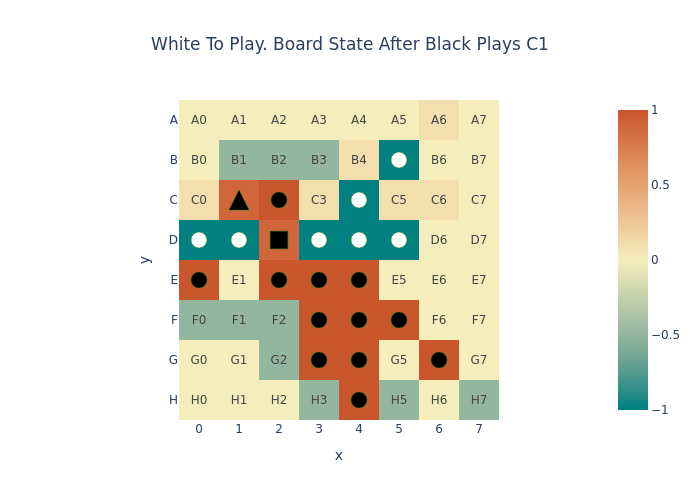 White To Play. Board State After Black Plays C1
A A0 A1 A2 A3 A4 A5 A6 A7
B B0 B1 B2 B3 B4 B6 B7
C C0 C3 C5 C6 C7
D D6 D7
E E1 E5 E6 E7
F F0 F1 F2 F6 F7
G G0 G1 G2 G5 G7
H H0 H1 H2 H3 H5 H6 H7
0 1 2 3 4 5 6 7
x
y
1
0.5
0
−0.5
−1